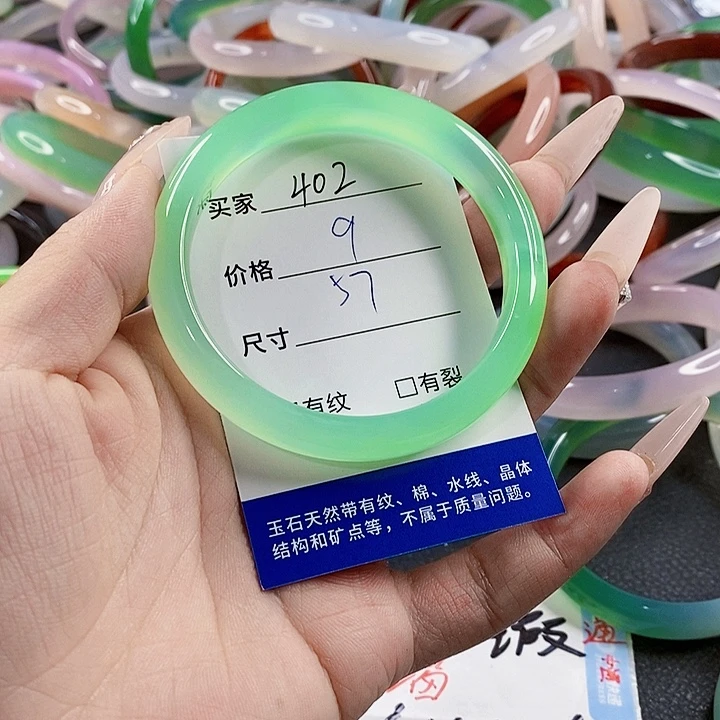 买家 402
价格 9
尺寸 57
有纹 □有裂
玉石天然带有纹、棉、水线、晶体
结构和矿点等，不属于质量问题。